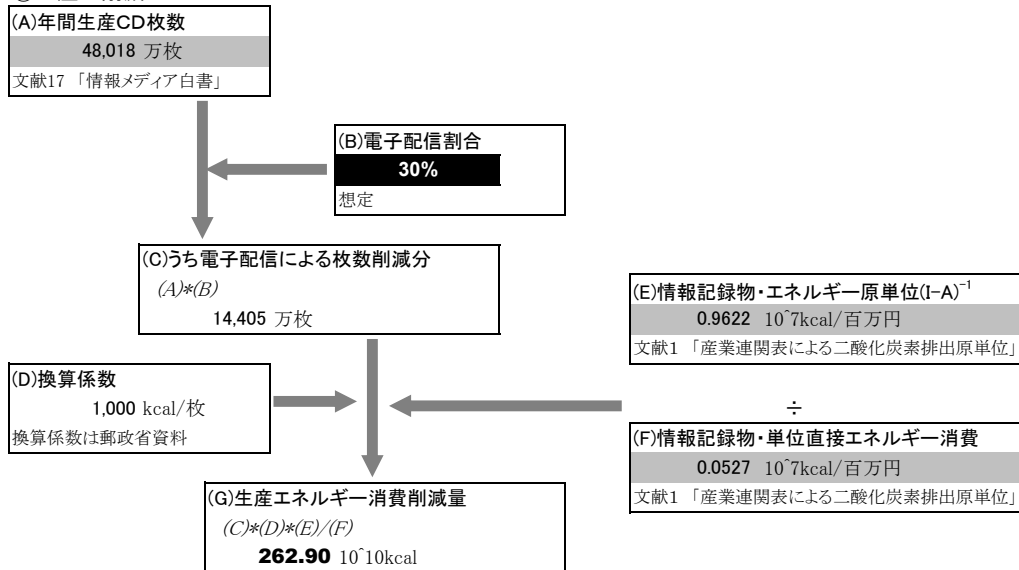 (A)年間生産CD枚数
48,018 万枚
文献17 「情報メディア白書」
(B)電子配信割合
30%
想定
(C)うち電子配信による枚数削減分
(A)*(B)
14,405 万枚
(D)換算係数
1,000 kcal/枚
換算係数は郵政省資料
(E)情報記録物・エネルギー原単位(I-A)⁻¹
0.9622 10^7kcal/百万円
文献1 「産業連関表による二酸化炭素排出原単位」
÷
(F)情報記録物・単位直接エネルギー消費
0.0527 10^7kcal/百万円
文献1 「産業連関表による二酸化炭素排出原単位」
(G)生産エネルギー消費削減量
(C)*(D)*(E)/(F)
262.90 10^10kcal